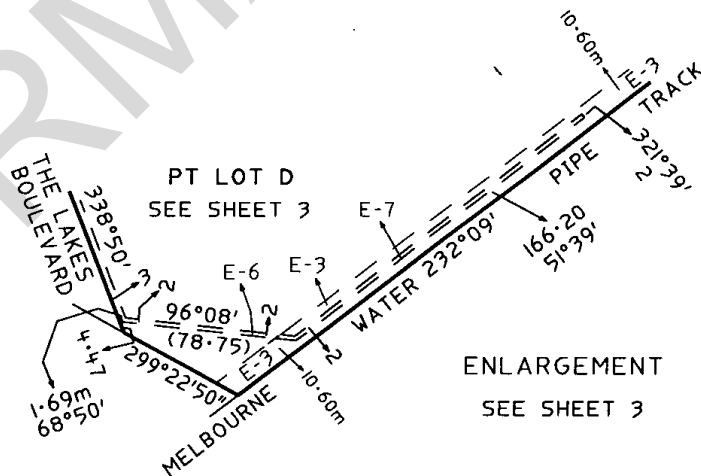 RMA
10·60m
E-3
TRACK
PIPE
321°39'
2
THE LAKES
BOULEVARD
338°50'
PT LOT D
SEE SHEET 3
E-7
166·20
51°39'
WATER 232°09'
E-6
E-3
3
2
96°08'
(78·75)
2
2
4·47
299°22'50"
E-3
10·60m
1·69m
68°50'
MELBOURNE
ENLARGEMENT
SEE SHEET 3